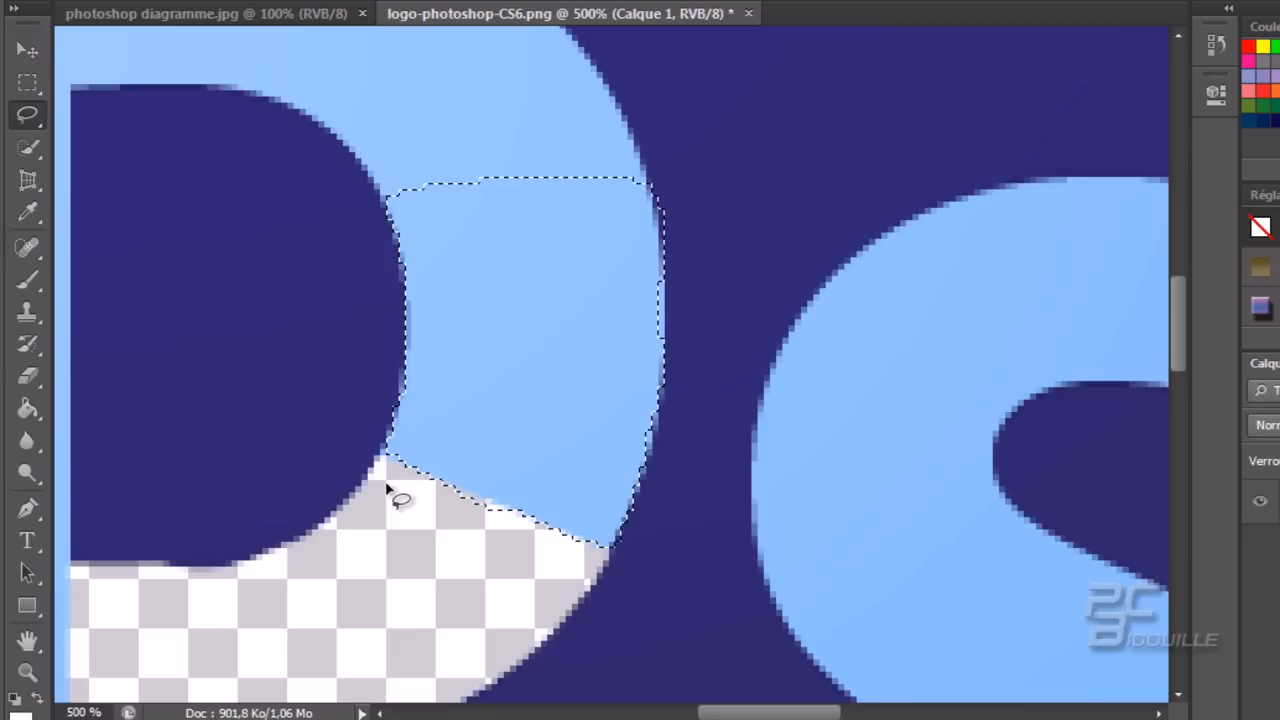 photoshop diagramme.jpg @ 100% (RVB/8) ×
logo-photoshop-CS6.png @ 500% (Calque 1, RVB/8) * ×
Coule
Régla
Calqu
T
Norr
Verro
T
PC
BIDOUILLE
500 %
Doc : 901,8 Ko/1,06 Mo